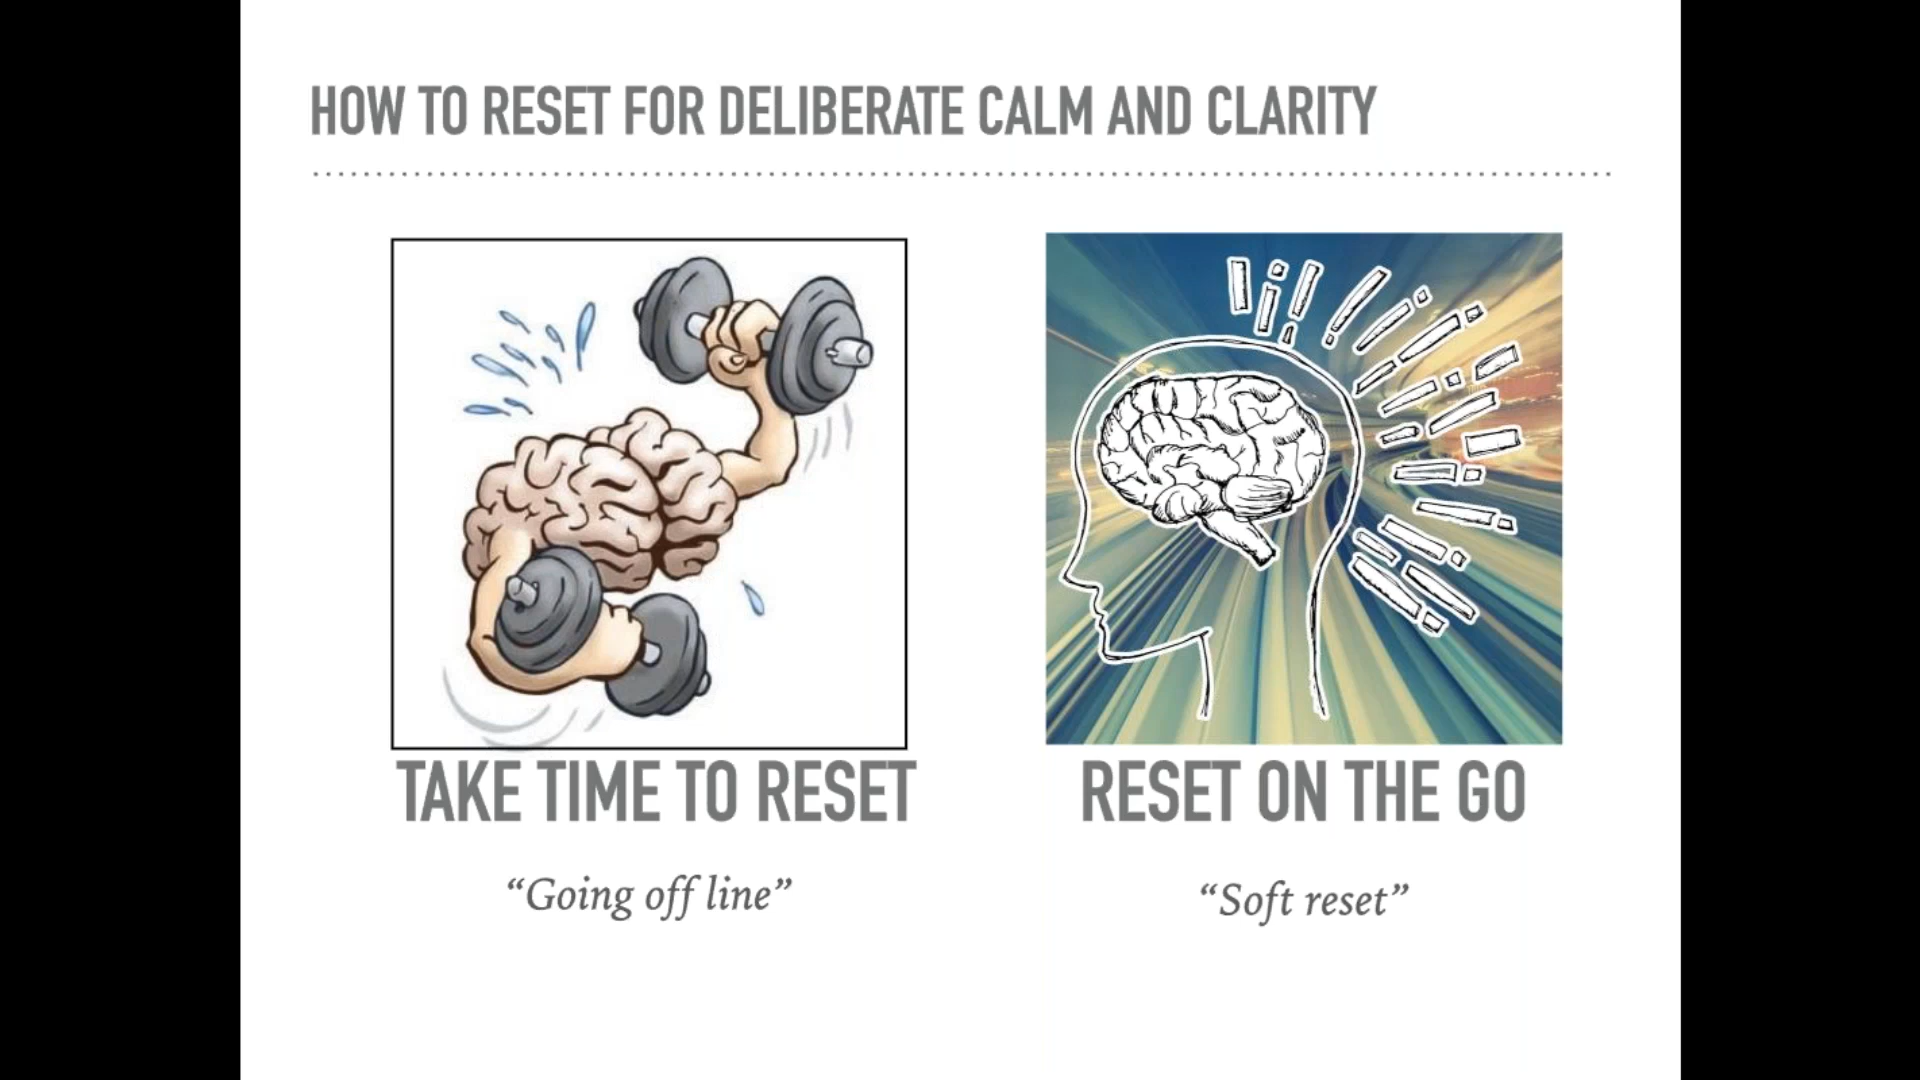 HOW TO RESET FOR DELIBERATE CALM AND CLARITY
TAKE TIME TO RESET
“Going off line”
RESET ON THE GO
“Soft reset”